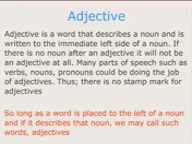 Adjective
Adjective is a word that describes a noun and is
written to the immediate left side of a noun. If
there is no noun after an adjective it will not be
an adjective at all. Many parts of speech such as
verbs, nouns, pronouns could be doing the job
of adjectives. Thus; there is no stamp mark for
adjectives
So long as a word is placed to the left of a noun
and if it describes that noun, we may call such
words, adjectives